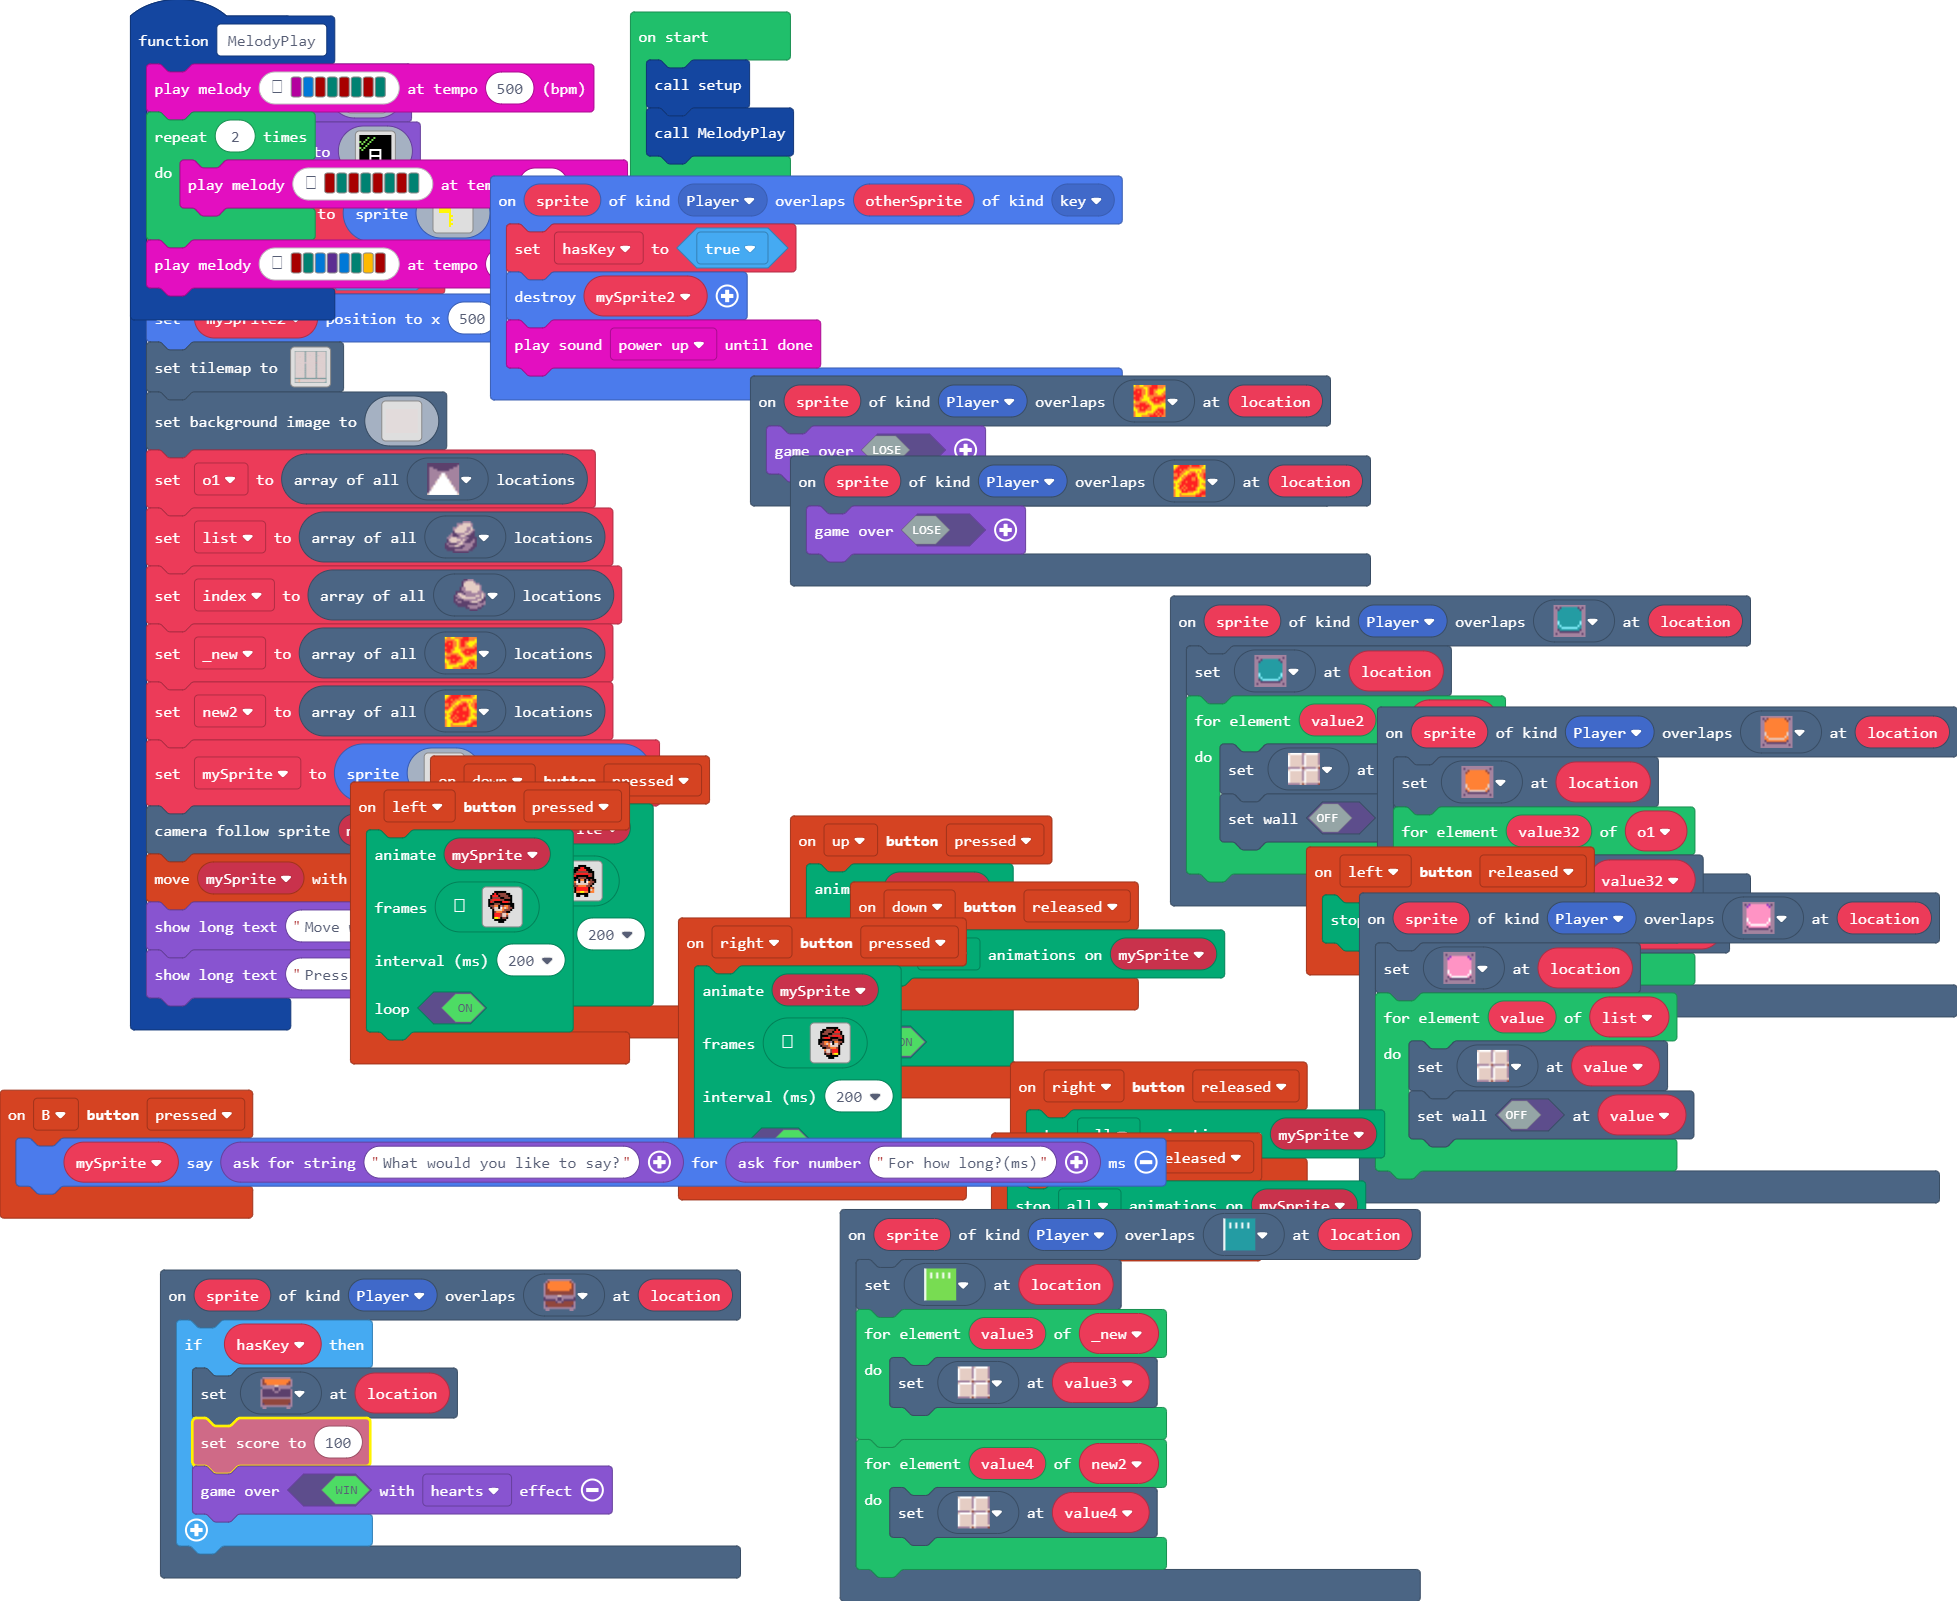 function MelodyPlay
play melody at tempo 500 (bpm)
repeat 2 times
to
do
play melody at
to sprite
play melody at tempo
position to x 500
set tilemap to
set background image to
set o1 to array of all locations
set list to array of all locations
set index to array of all locations
set _new to array of all locations
set new2 to array of all locations
set mySprite to sprite
camera follow sprite
move mySprite with
show long text "Move
show long text "Press
on start
call setup
call MelodyPlay
on sprite of kind Player overlaps otherSprite of kind key
set hasKey to true
destroy mySprite2
play sound power up until done
on sprite of kind Player overlaps at location
game over LOSE
on sprite of kind Player overlaps at location
game over LOSE
on sprite of kind Player overlaps at location
set at location
for element value2
do
set at
set wall OFF
on sprite of kind Player overlaps at location
set at location
for element value32 of o1
value32
on left button released
on sprite of kind Player overlaps at location
set at location
for element value of list
do
set at value
set wall OFF at value
on down button pressed
on left button pressed
animate mySprite
frames
interval (ms) 200
loop ON
200
on up button pressed
on down button released
animations on mySprite
on right button pressed
animate mySprite
frames
ON
interval (ms) 200
on right button released
mySprite
stop all animations on mySprite
on B button pressed
mySprite say ask for string "What would you like to say?" for ask for number "For how long?(ms)" ms
on sprite of kind Player overlaps at location
if hasKey then
set at location
set score to 100
game over WIN with hearts effect
on sprite of kind Player overlaps at location
set at location
for element value3 of _new
do
set at value3
for element value4 of new2
do
set at value4